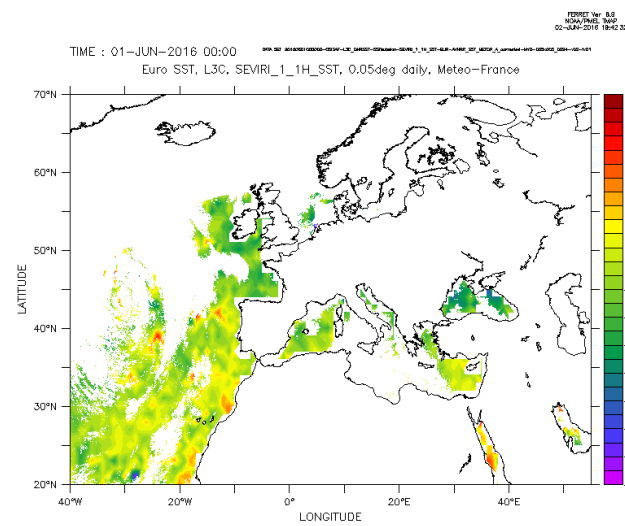 FERRET Ver 6.9
NOAA/PMEL TMAP
02-JUN-2016 19:42:32
TIME : 01-JUN-2016 00:00
Euro SST, L3C, SEVIRI_1_1H_SST, 0.05deg daily, Meteo-France
70°N
60°N
50°N
40°N
30°N
20°N
LATITUDE
40°W
20°W
0°
20°E
40°E
LONGITUDE